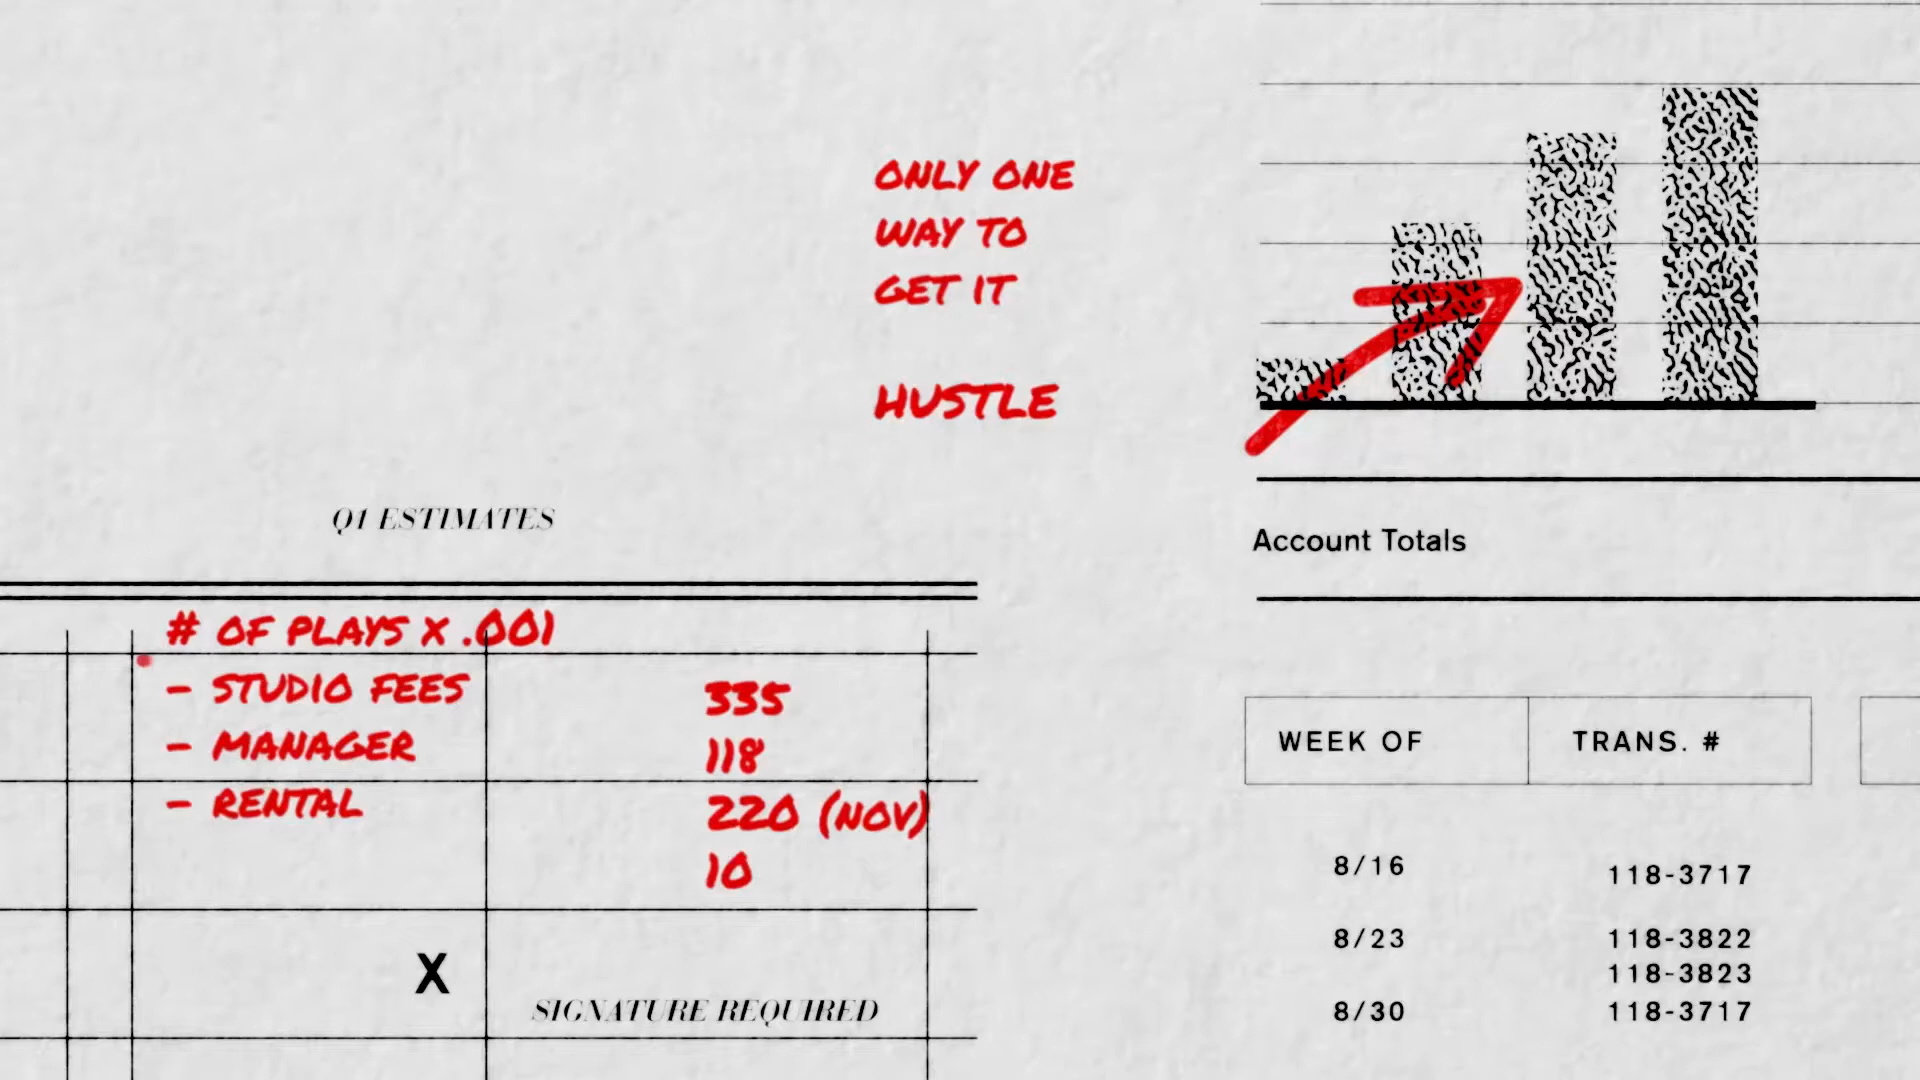 ONLY ONE
WAY TO
GET IT
HUSTLE
Q1 ESTIMATES
# OF PLAYS X .001
- STUDIO FEES
335
- MANAGER
118
- RENTAL
220 (NOV)
10
X
SIGNATURE REQUIRED
Account Totals
WEEK OF
TRANS. #
8/16
118-3717
8/23
118-3822
118-3823
8/30
118-3717